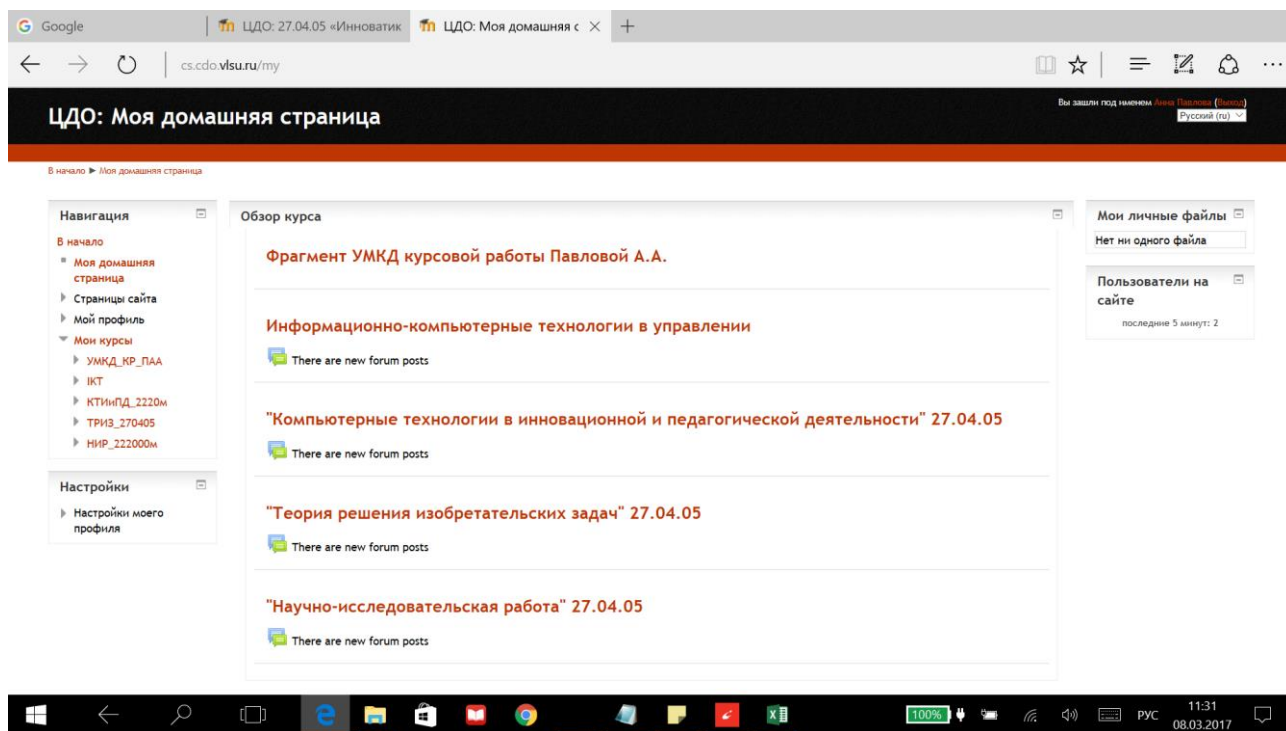 Google
ЦДО: 27.04.05 «Инноватик
ЦДО: Моя домашняя с
cs.cdo.vlsu.ru/my
ЦДО: Моя домашняя страница
Вы зашли под именем Анна Павлова (Выход)
Русский (ru)
В начало ► Моя домашняя страница
Навигация
В начало
Моя домашняя
страница
Страницы сайта
Мой профиль
Мои курсы
УМКД_КР_ПАА
IKT
КТИиПД_2220м
ТРИЗ_270405
НИР_222000м
Настройки
Настройки моего
профиля
Обзор курса
Фрагмент УМКД курсовой работы Павловой А.А.
Информационно-компьютерные технологии в управлении
There are new forum posts
"Компьютерные технологии в инновационной и педагогической деятельности" 27.04.05
There are new forum posts
"Теория решения изобретательских задач" 27.04.05
There are new forum posts
"Научно-исследовательская работа" 27.04.05
There are new forum posts
Мои личные файлы
Нет ни одного файла
Пользователи на
сайте
последние 5 минут: 2
100%
РУС
11:31
08.03.2017